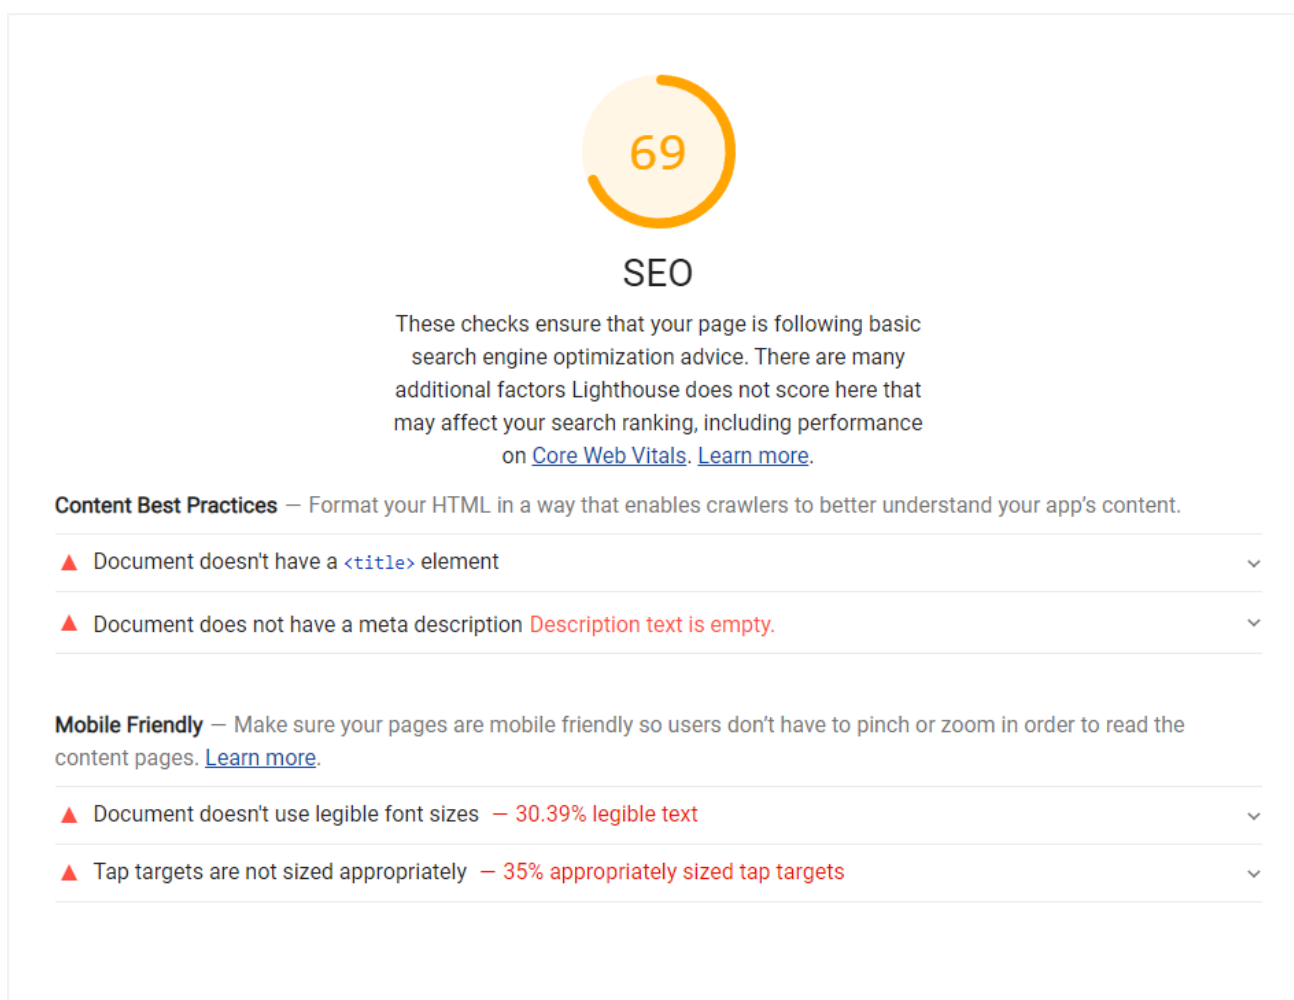 69
SEO
These checks ensure that your page is following basic
search engine optimization advice. There are many
additional factors Lighthouse does not score here that
may affect your search ranking, including performance
on Core Web Vitals. Learn more.
Content Best Practices — Format your HTML in a way that enables crawlers to better understand your app’s content.
Document doesn't have a <title> element
Document does not have a meta description Description text is empty.
Mobile Friendly — Make sure your pages are mobile friendly so users don’t have to pinch or zoom in order to read the
content pages. Learn more.
Document doesn't use legible font sizes — 30.39% legible text
Tap targets are not sized appropriately — 35% appropriately sized tap targets